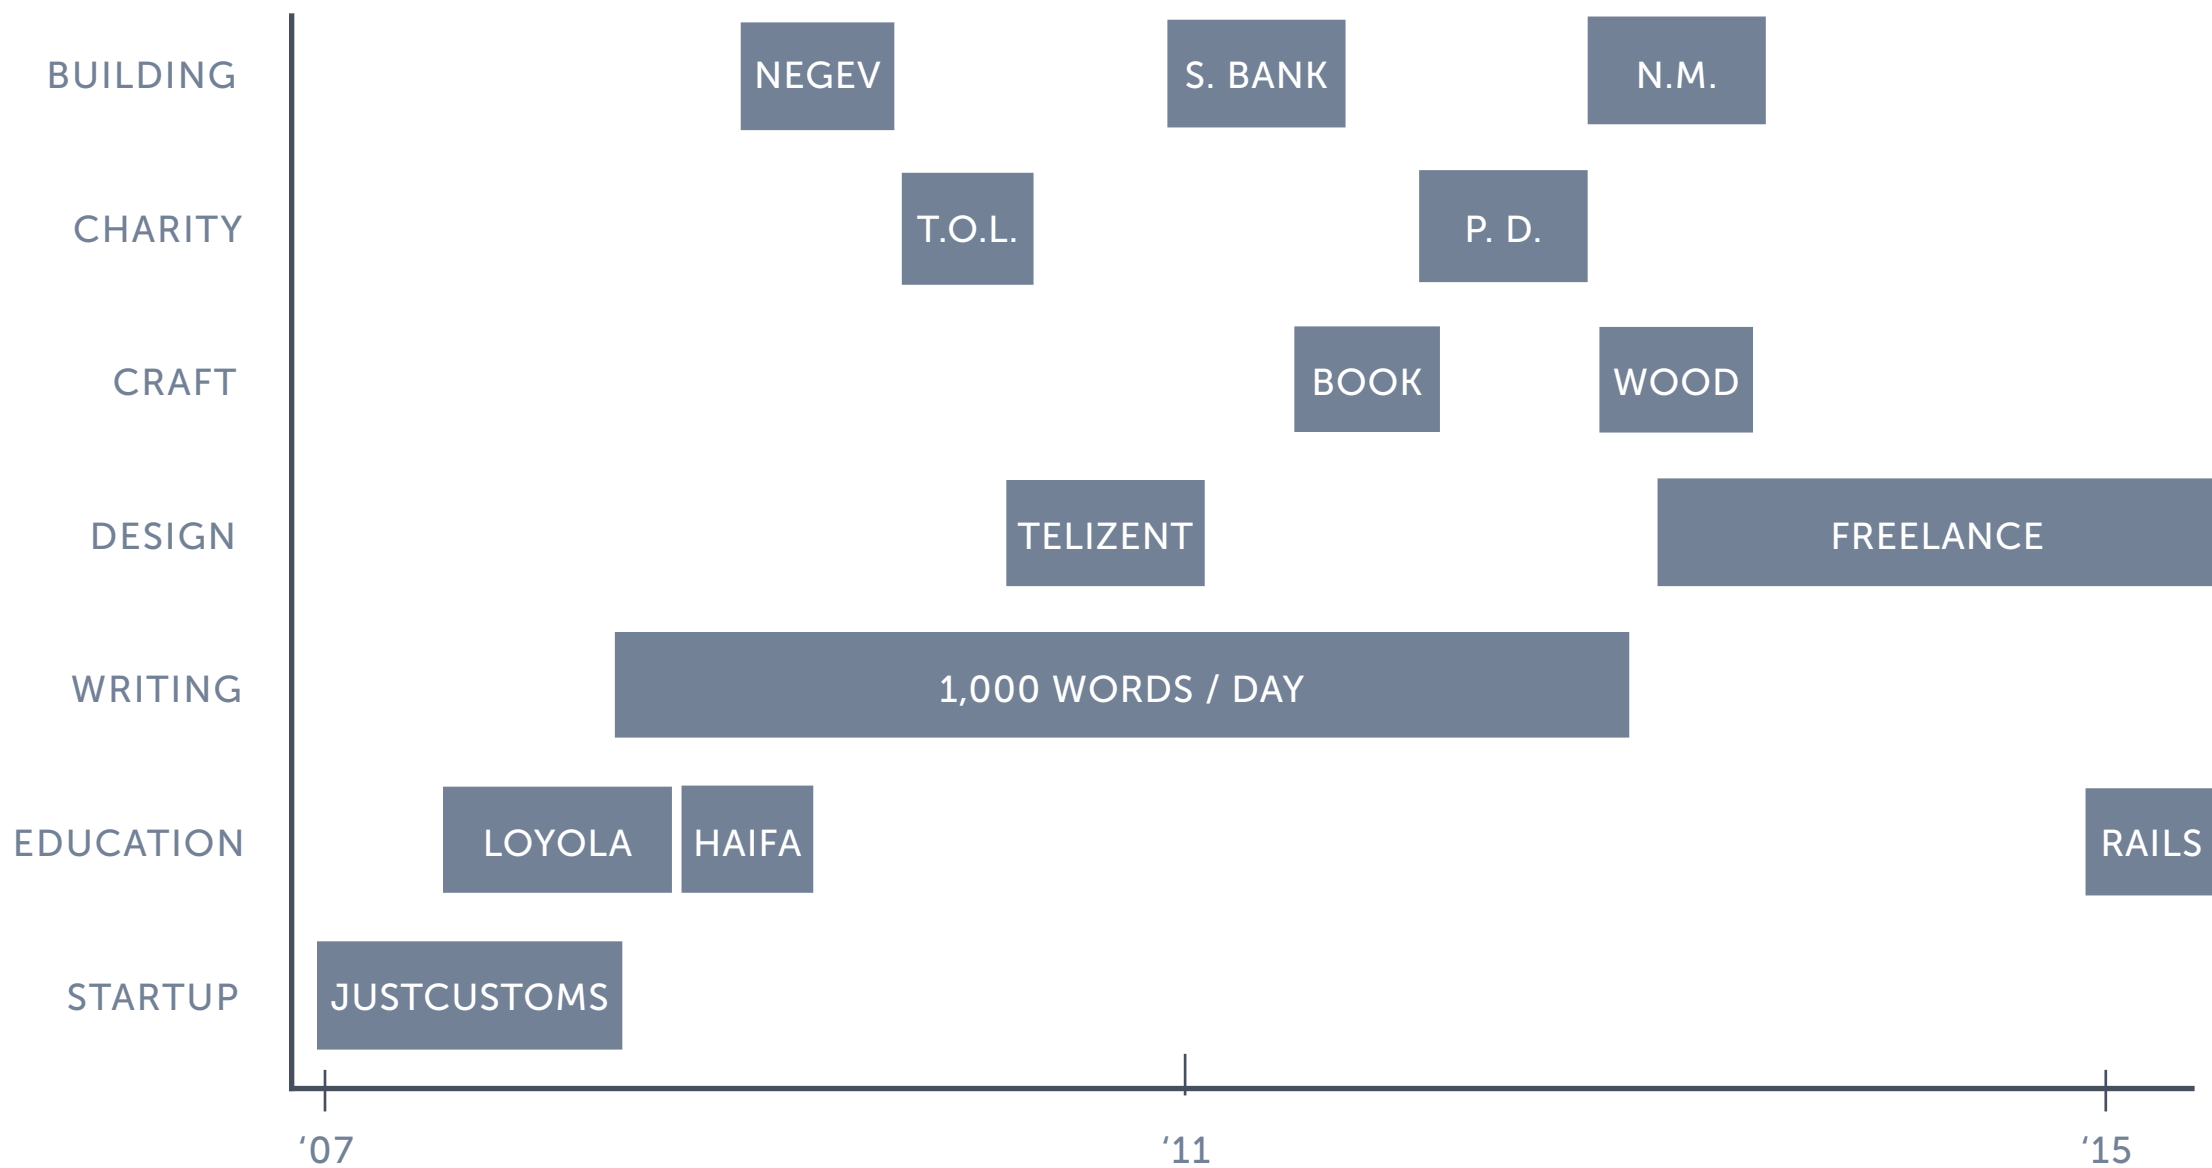 BUILDING NEGEV S. BANK N.M.
CHARITY T.O.L. P. D.
CRAFT BOOK WOOD
DESIGN TELIZENT FREELANCE
WRITING 1,000 WORDS / DAY
EDUCATION LOYOLA HAIFA RAILS
STARTUP JUSTCUSTOMS
‘07 ‘11 ‘15